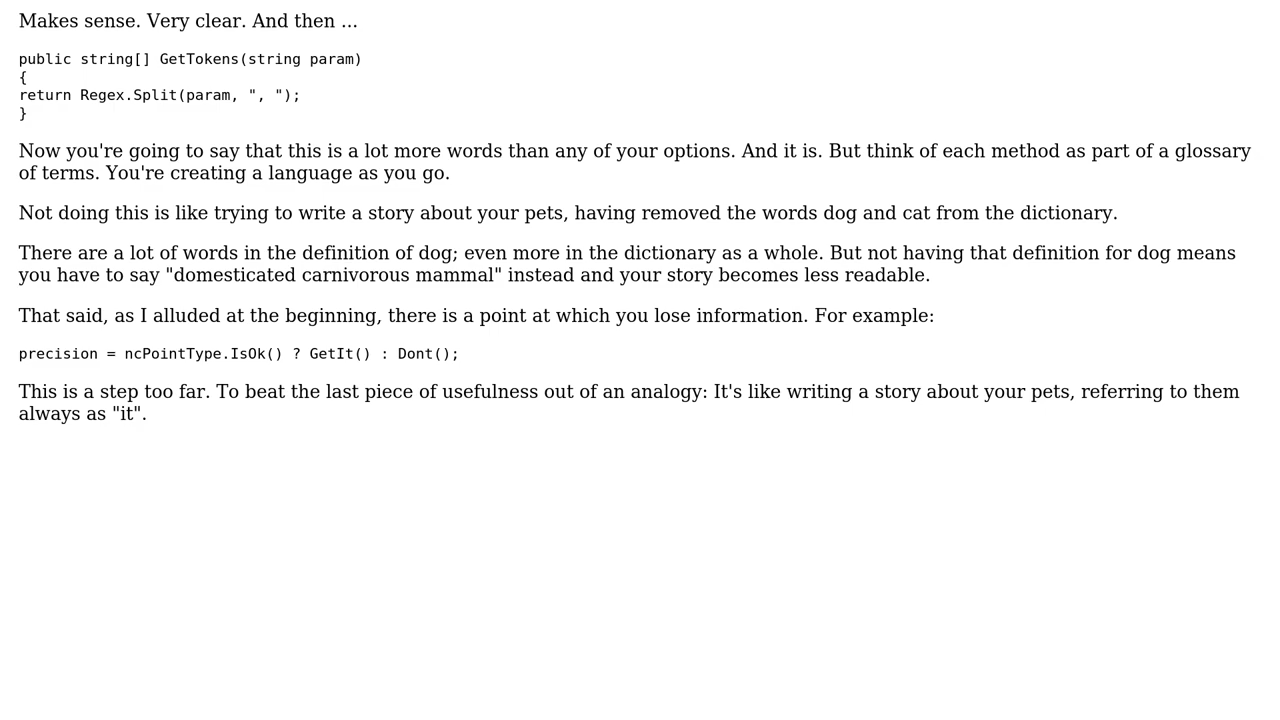 Makes sense. Very clear. And then ...
public string[] GetTokens(string param)
{
return Regex.Split(param, ", ");
}
Now you're going to say that this is a lot more words than any of your options. And it is. But think of each method as part of a glossary
of terms. You're creating a language as you go.
Not doing this is like trying to write a story about your pets, having removed the words dog and cat from the dictionary.
There are a lot of words in the definition of dog; even more in the dictionary as a whole. But not having that definition for dog means
you have to say "domesticated carnivorous mammal" instead and your story becomes less readable.
That said, as I alluded at the beginning, there is a point at which you lose information. For example:
precision = ncPointType.IsOk() ? GetIt() : Dont();
This is a step too far. To beat the last piece of usefulness out of an analogy: It's like writing a story about your pets, referring to them
always as "it".